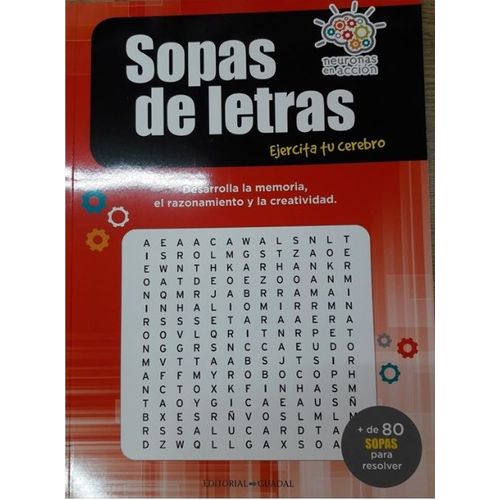 Sopas
de letras
neuronas
en acción
Ejercita tu cerebro
Desarrolla la memoria,
el razonamiento y la creatividad.
A E A A C A W A L S N L T
I S R O L M G S T Z A O E
E W N T H K A R H A N K R
O A T D E O E Z O O A N M
N Q M R J A B R R A M A I
I N H A L I O M I R R M N
R S S S E T A R A A E R A
O O V L Q R I T N R P E T
N G G R S N C C A E U D O
M V T T A A B S J T S I R
A F F M Y R O B O C O P H
N C T O X K F I N H A S M
T A O Y G I C A E A U S Ñ
B X E S R Ñ V O S L M L M
R S S A L U C A R D T A
D Z W Q L L G A X S O A
+ de 80
SOPAS
para
resolver
EDITORIAL GUADAL